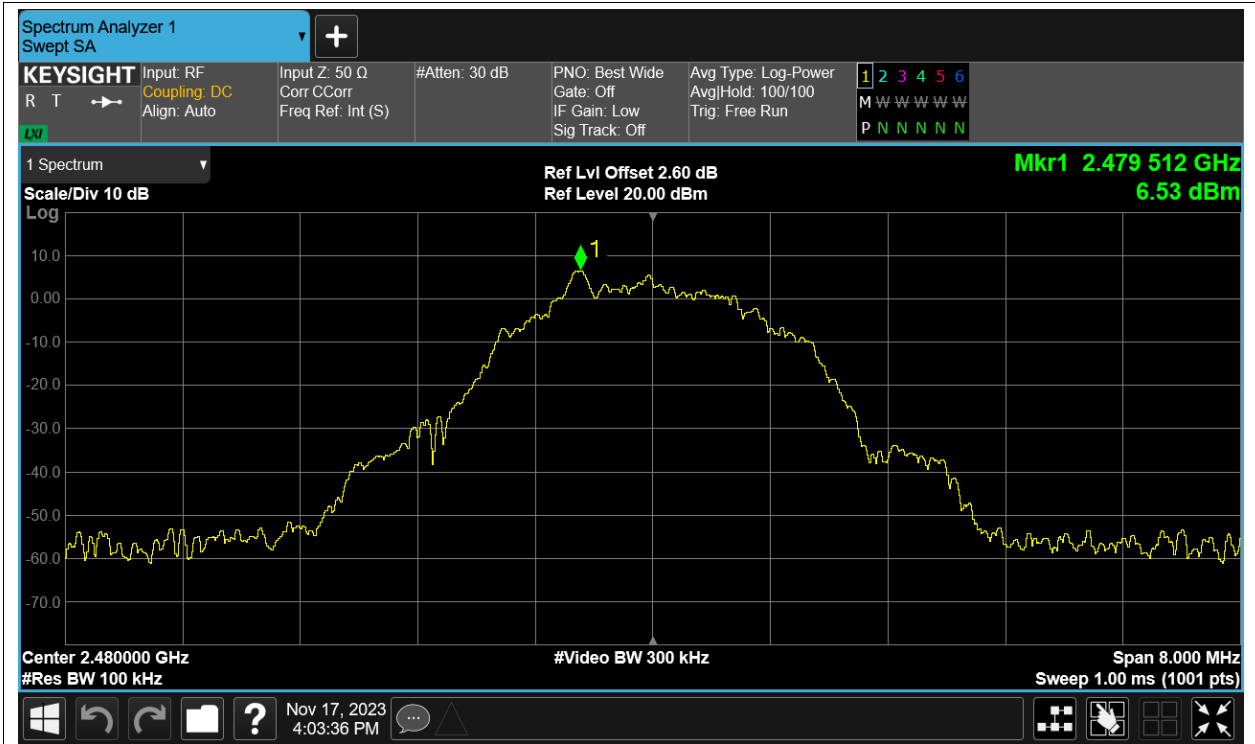 Spectrum Analyzer 1
Swept SA
KEYSIGHT
R T
LXI
Input: RF
Coupling: DC
Align: Auto
Input Z: 50 Ω
Corr CCorr
Freq Ref: Int (S)
#Atten: 30 dB
PNO: Best Wide
Gate: Off
IF Gain: Low
Sig Track: Off
Avg Type: Log-Power
Avg|Hold: 100/100
Trig: Free Run
1 2 3 4 5 6
M W W W W W
P N N N N N
1 Spectrum
Scale/Div 10 dB
Log
Ref Lvl Offset 2.60 dB
Ref Level 20.00 dBm
Mkr1 2.479 512 GHz
6.53 dBm
1
10.0
0.00
-10.0
-20.0
-30.0
-40.0
-50.0
-60.0
-70.0
Center 2.480000 GHz
#Video BW 300 kHz
Span 8.000 MHz
#Res BW 100 kHz
Sweep 1.00 ms (1001 pts)
?
Nov 17, 2023
4:03:36 PM